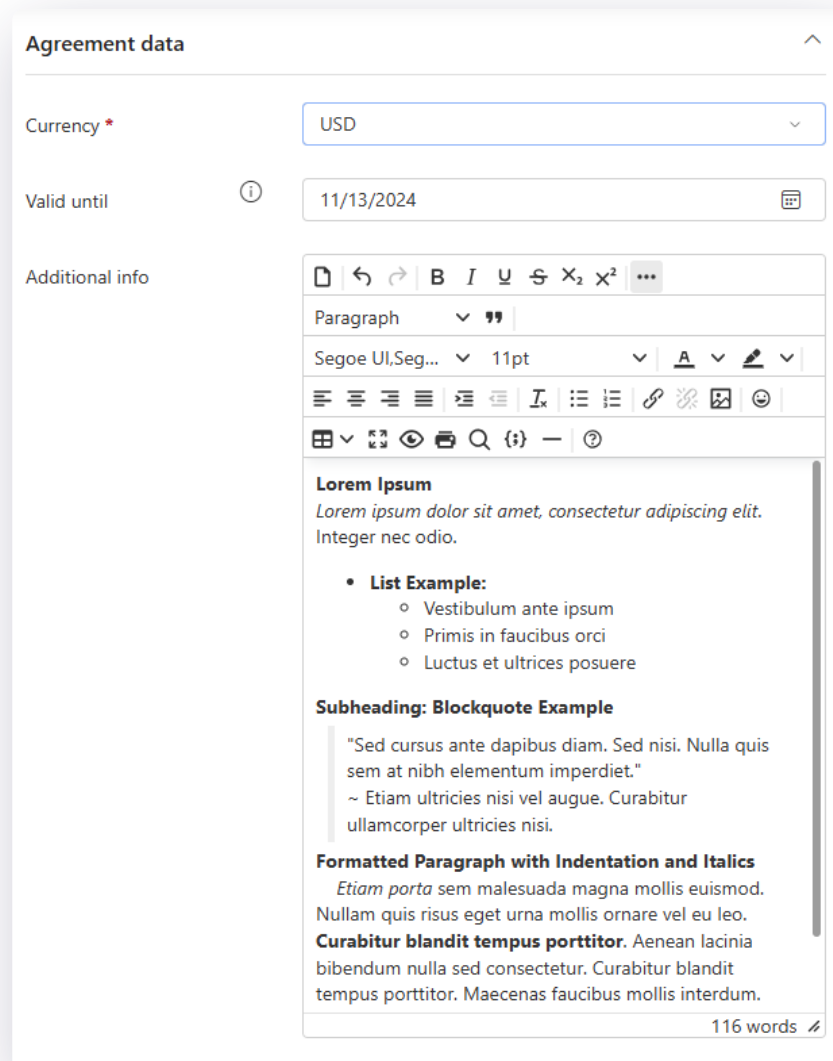 Agreement data
Currency *
USD
Valid until
11/13/2024
Additional info
B I U S X₂ X²
Paragraph
Segoe UI,Seg... 11pt
A
Lorem Ipsum
Lorem ipsum dolor sit amet, consectetur adipiscing elit.
Integer nec odio.
• List Example:
○ Vestibulum ante ipsum
○ Primis in faucibus orci
○ Luctus et ultrices posuere
Subheading: Blockquote Example
"Sed cursus ante dapibus diam. Sed nisi. Nulla quis
sem at nibh elementum imperdiet."
~ Etiam ultricies nisi vel augue. Curabitur
ullamcorper ultricies nisi.
Formatted Paragraph with Indentation and Italics
Etiam porta sem malesuada magna mollis euismod.
Nullam quis risus eget urna mollis ornare vel eu leo.
Curabitur blandit tempus porttitor. Aenean lacinia
bibendum nulla sed consectetur. Curabitur blandit
tempus porttitor. Maecenas faucibus mollis interdum.
116 words